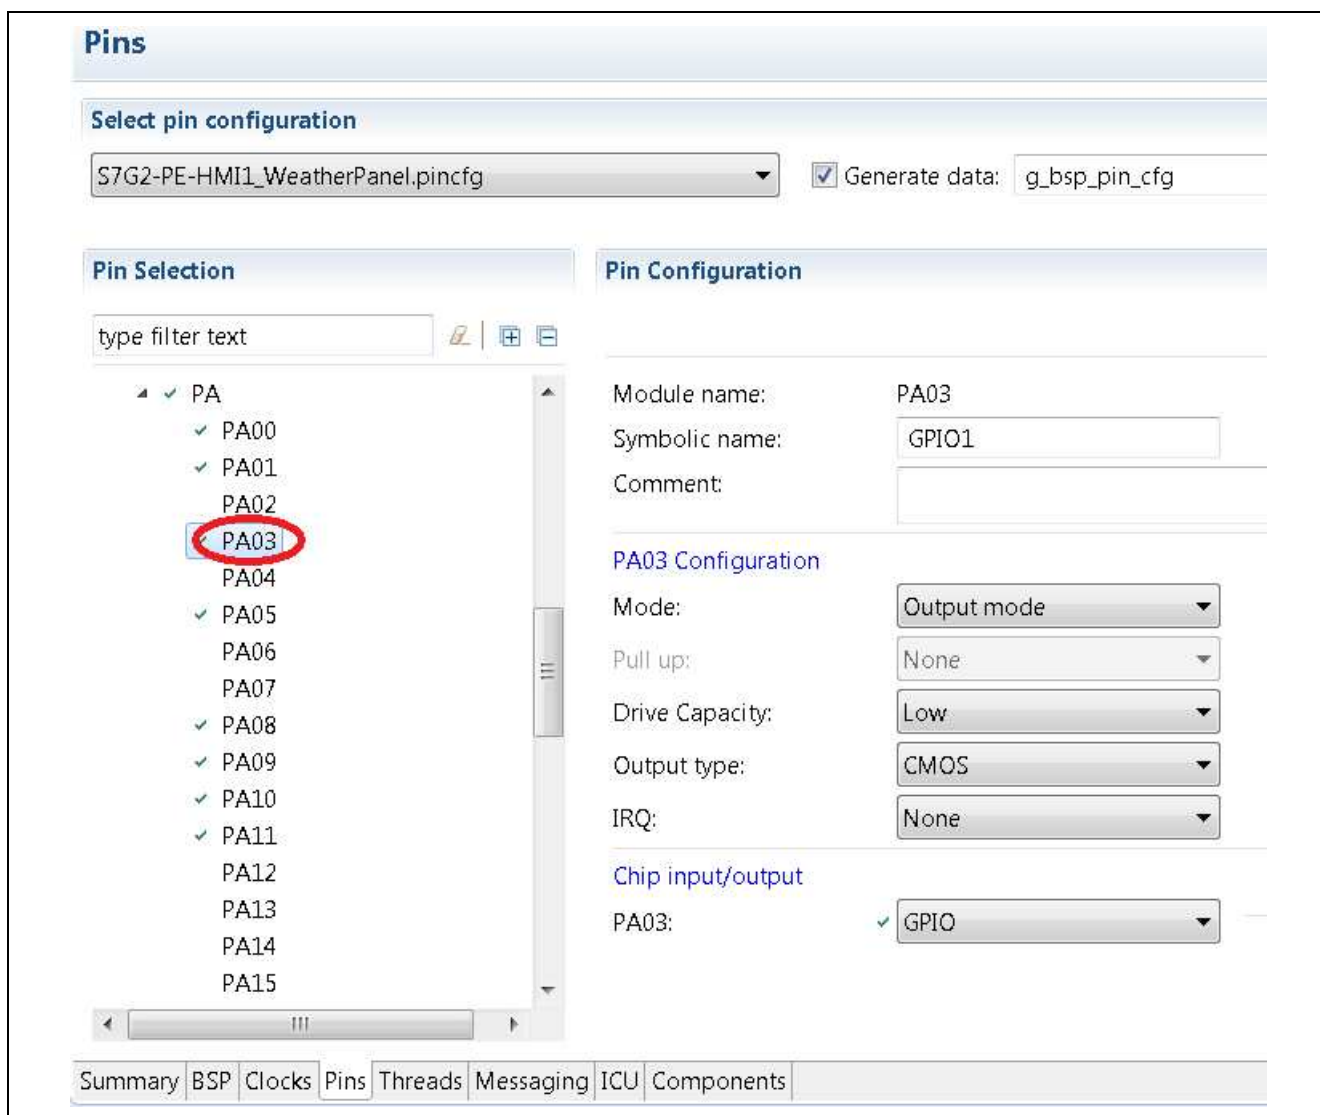 Pins
Select pin configuration
S7G2-PE-HMI1_WeatherPanel.pincfg Generate data: g_bsp_pin_cfg
Pin Selection Pin Configuration
type filter text
PA Module name: PA03
PA00 Symbolic name: GPIO1
PA01 Comment:
PA02
PA03 PA03 Configuration
PA04 Mode: Output mode
PA05
PA06 Pull up: None
PA07 Drive Capacity: Low
PA08
PA09 Output type: CMOS
PA10 IRQ: None
PA11
PA12 Chip input/output
PA13 PA03: GPIO
PA14
PA15
Summary BSP Clocks Pins Threads Messaging ICU Components